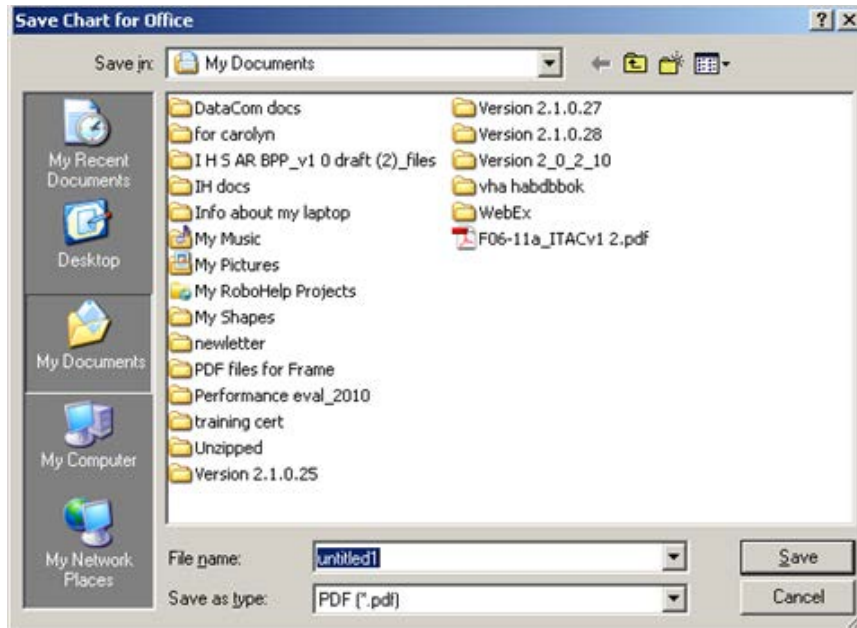 Save Chart for Office
Save in:
My Documents
My Recent
Documents
Desktop
My Documents
My Computer
My Network
Places
DataCom docs
for carolyn
I H S AR BPP_v1 0 draft (2)_files
IH docs
Info about my laptop
My Music
My Pictures
My RoboHelp Projects
My Shapes
newletter
PDF files for Frame
Performance eval_2010
training cert
Unzipped
Version 2.1.0.25
Version 2.1.0.27
Version 2.1.0.28
Version 2_0_2_10
vha habdbbok
WebEx
F06-11a_ITACv1 2.pdf
File name:
untitled1
Save
Save as type:
PDF (*.pdf)
Cancel